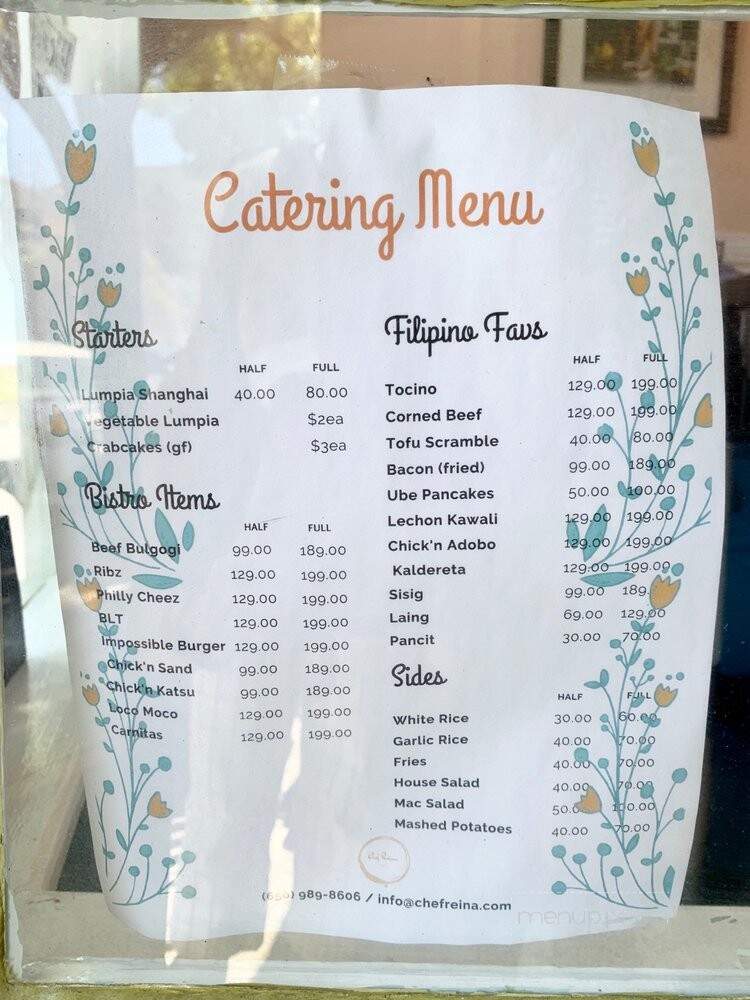 Catering Menu
Starters
HALF FULL
Lumpia Shanghai 40.00 80.00
Vegetable Lumpia $2ea
Crabcakes (gf) $3ea
Bistro Items
HALF FULL
Beef Bulgogi 99.00 189.00
Ribz 129.00 199.00
Philly Cheez 129.00 199.00
BLT 129.00 199.00
Impossible Burger 129.00 199.00
Chick'n Sand 99.00 189.00
Chick'n Katsu 99.00 189.00
Loco Moco 129.00 199.00
Carnitas 129.00 199.00
Filipino Favs
HALF FULL
Tocino 129.00 199.00
Corned Beef 129.00 199.00
Tofu Scramble 40.00 80.00
Bacon (fried) 99.00 189.00
Ube Pancakes 50.00 100.00
Lechon Kawali 129.00 199.00
Chick'n Adobo 129.00 199.00
Kaldereta 129.00 199.00
Sisig 99.00 189.
Laing 69.00 129.00
Pancit 30.00 70.00
Sides
HALF FULL
White Rice 30.00 60.00
Garlic Rice 40.00 70.00
Fries 40.00 70.00
House Salad 40.00 70.00
Mac Salad 50.0 100.00
Mashed Potatoes 40.00 70.00
(650) 989-8606 / info@chefreina.com